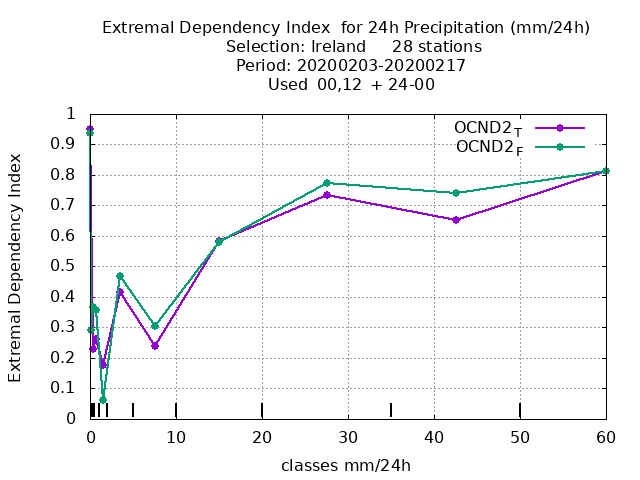 Extremal Dependency Index  for 24h Precipitation (mm/24h)
Selection: Ireland     28 stations
Period: 20200203-20200217
Used  00,12  + 24-00
OCND2T
OCND2F
1
0.9
0.8
0.7
0.6
0.5
0.4
0.3
0.2
0.1
0
Extremal Dependency Index
0 10 20 30 40 50 60
classes mm/24h